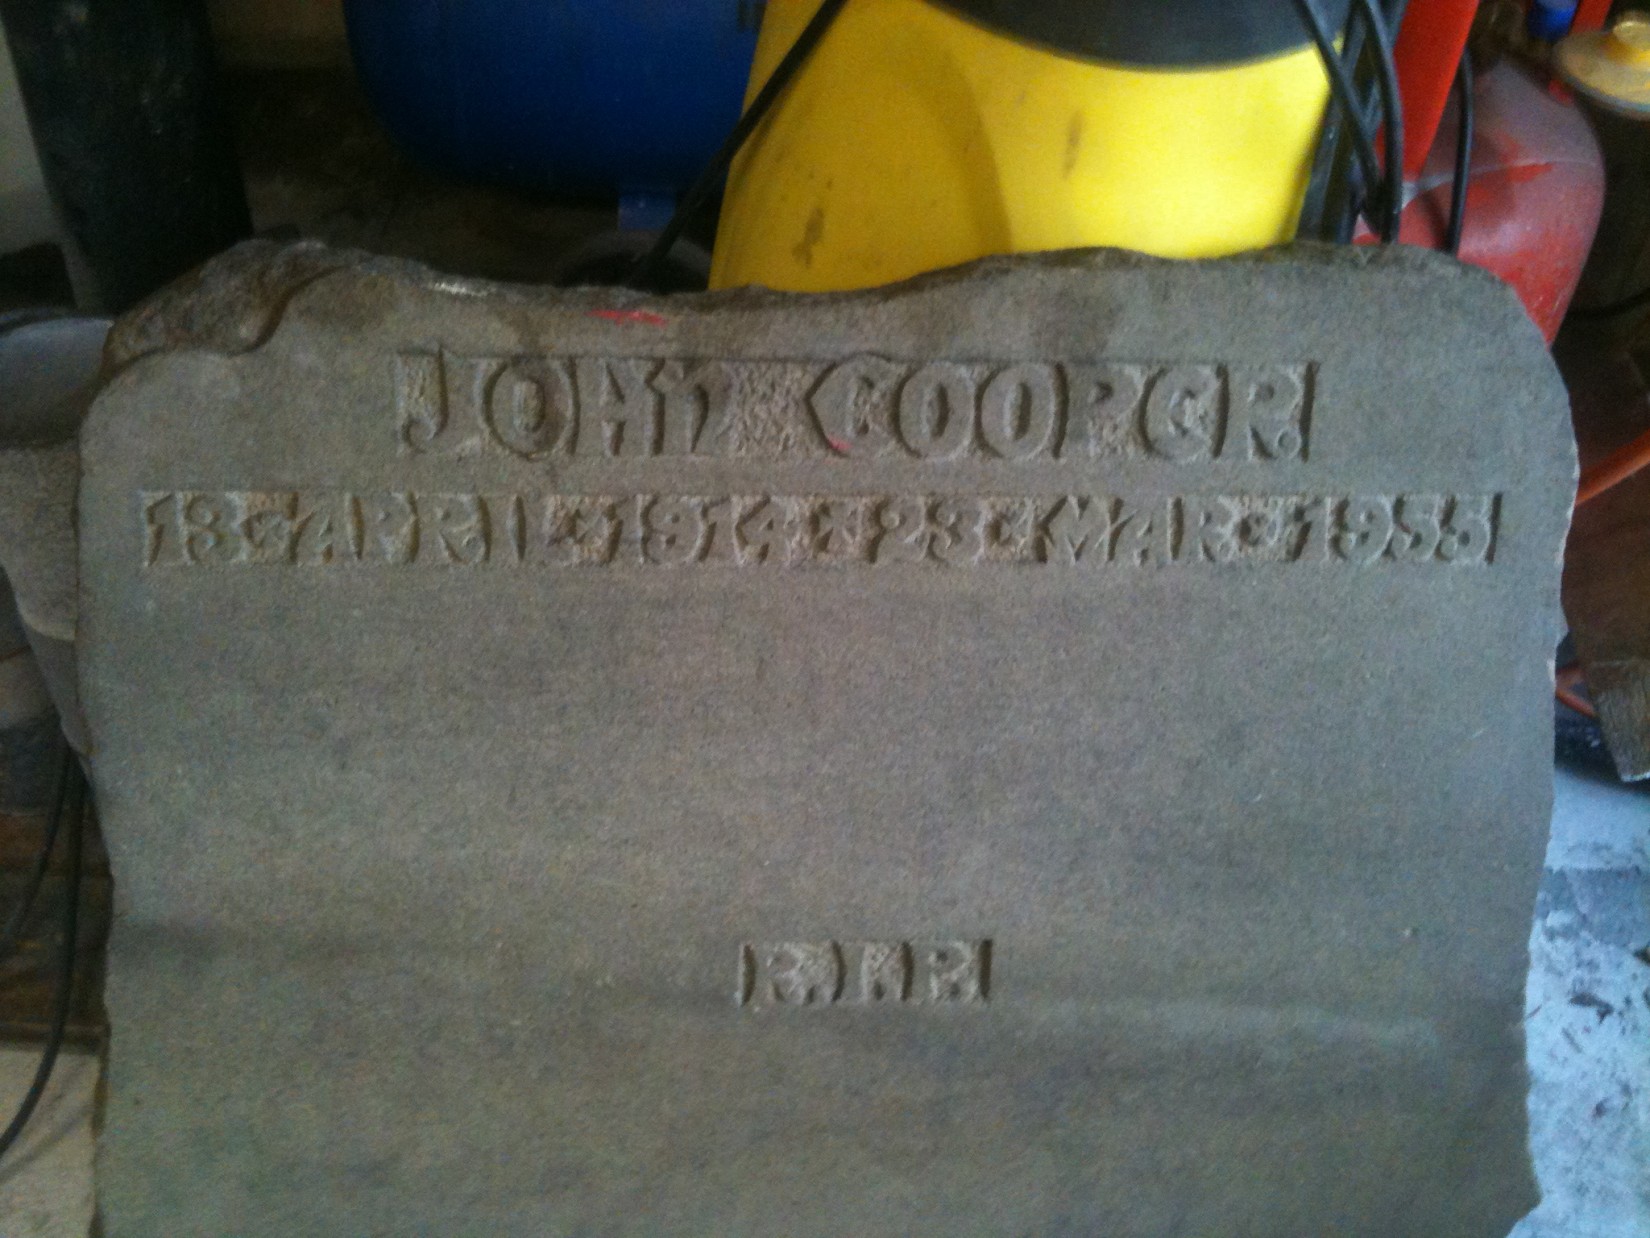 JOHN COOPER
18 APRIL 1914 23 MAR 1955
R.I.P.